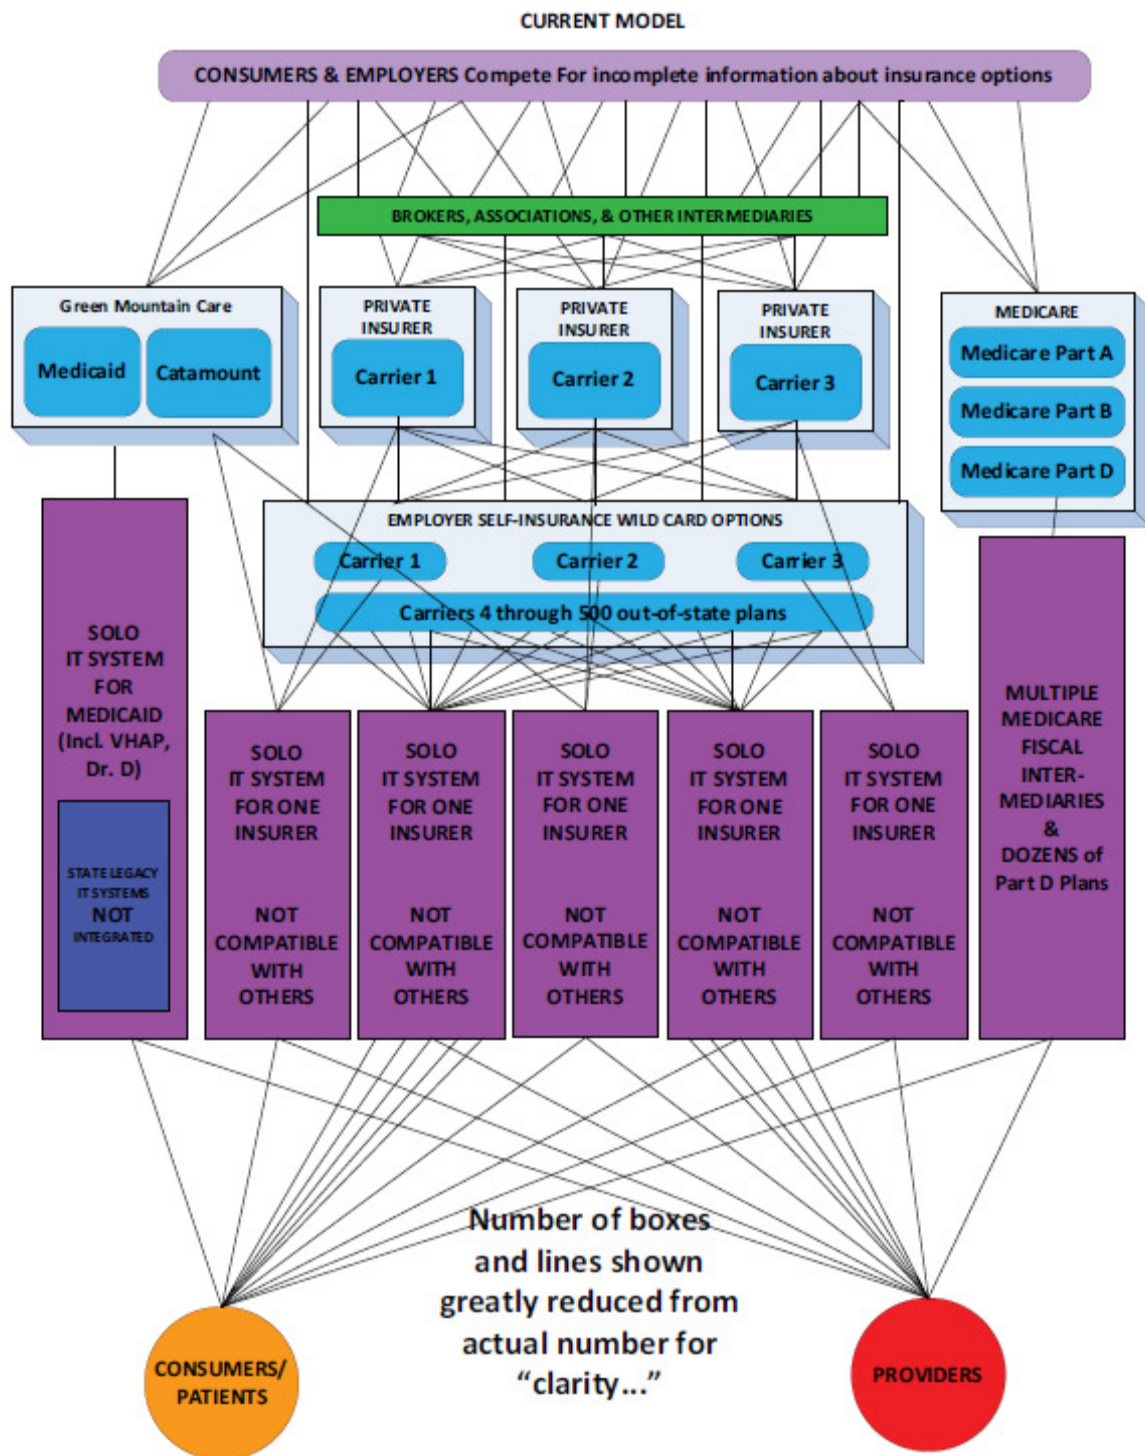 CURRENT MODEL
CONSUMERS & EMPLOYERS Compete For incomplete information about insurance options
BROKERS, ASSOCIATIONS, & OTHER INTERMEDIARIES
Green Mountain Care
Medicaid
Catamount
PRIVATE
INSURER
Carrier 1
PRIVATE
INSURER
Carrier 2
PRIVATE
INSURER
Carrier 3
MEDICARE
Medicare Part A
Medicare Part B
Medicare Part D
EMPLOYER SELF-INSURANCE WILD CARD OPTIONS
Carrier 1
Carrier 2
Carrier 3
Carriers 4 through 500 out-of-state plans
SOLO
IT SYSTEM
FOR
MEDICAID
(Incl. VHAP,
Dr. D)
STATE LEGACY
IT SYSTEMS
NOT
INTEGRATED
SOLO
IT SYSTEM
FOR ONE
INSURER
NOT
COMPATIBLE
WITH
OTHERS
SOLO
IT SYSTEM
FOR ONE
INSURER
NOT
COMPATIBLE
WITH
OTHERS
SOLO
IT SYSTEM
FOR ONE
INSURER
NOT
COMPATIBLE
WITH
OTHERS
SOLO
IT SYSTEM
FOR ONE
INSURER
NOT
COMPATIBLE
WITH
OTHERS
SOLO
IT SYSTEM
FOR ONE
INSURER
NOT
COMPATIBLE
WITH
OTHERS
MULTIPLE
MEDICARE
FISCAL
INTER-
MEDIARIES
&
DOZENS of
Part D Plans
Number of boxes
and lines shown
greatly reduced from
actual number for
“clarity...”
CONSUMERS/
PATIENTS
PROVIDERS